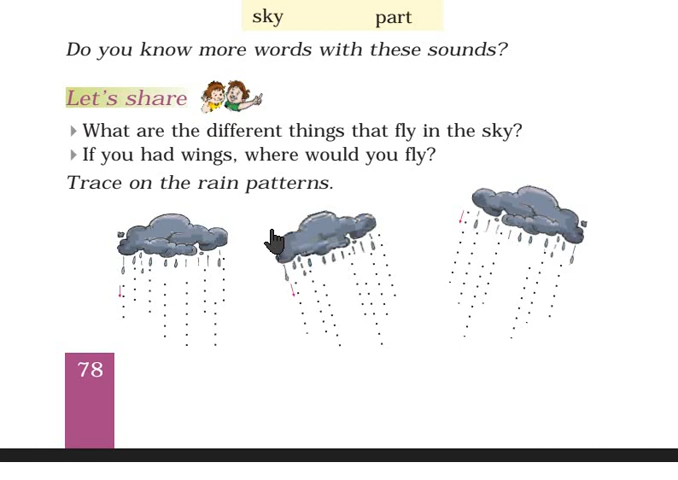 sky part
Do you know more words with these sounds?
Let's share
What are the different things that fly in the sky?
If you had wings, where would you fly?
Trace on the rain patterns.
78